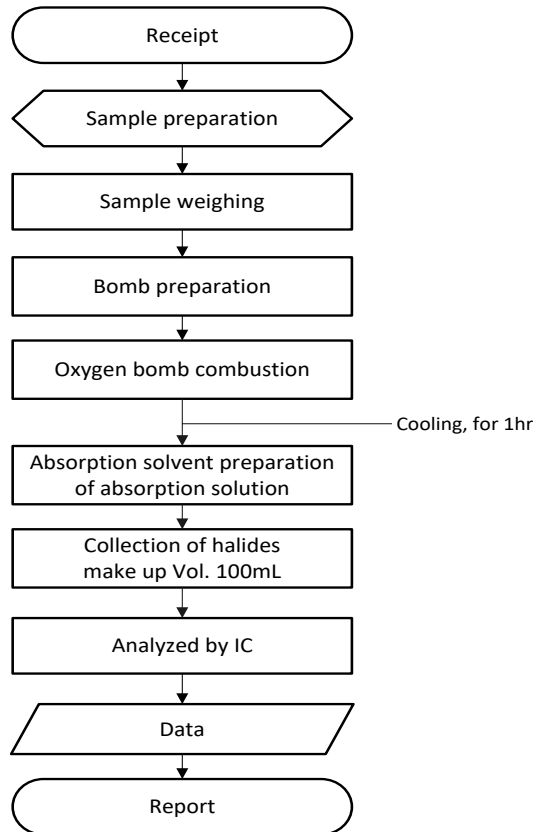 Receipt
Sample preparation
Sample weighing
Bomb preparation
Oxygen bomb combustion
Cooling, for 1hr
Absorption solvent preparation
of absorption solution
Collection of halides
make up Vol. 100mL
Analyzed by IC
Data
Report